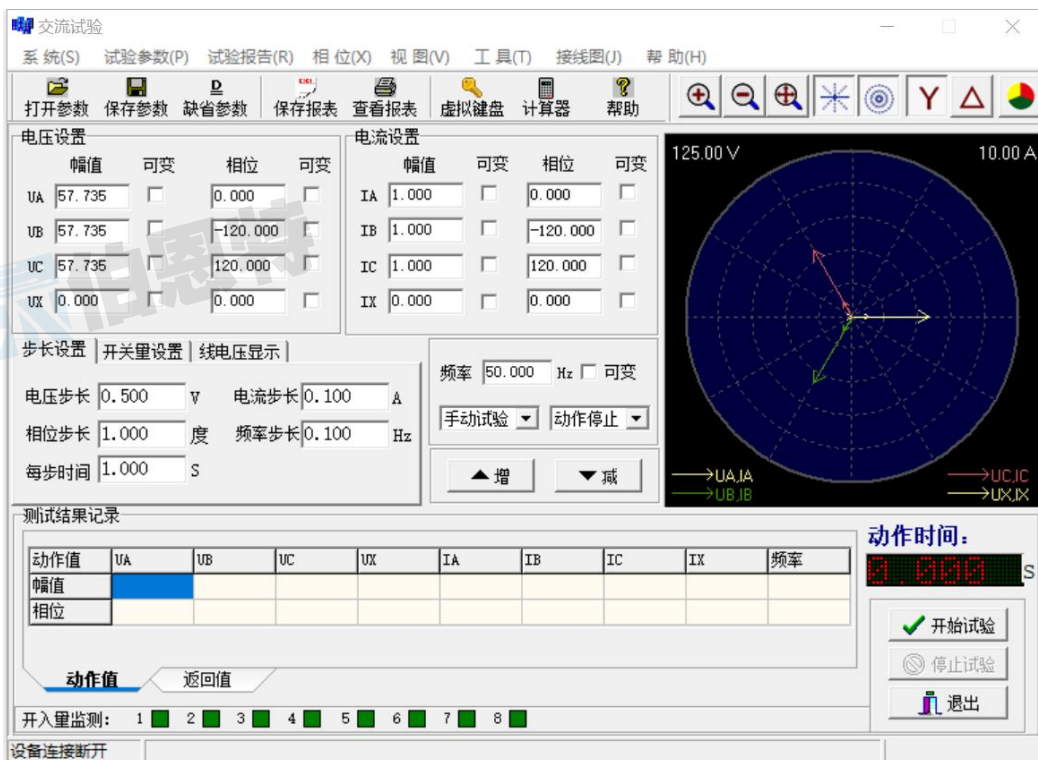 交流试验
系 统(S) 试验参数(P) 试验报告(R) 相 位(X) 视 图(V) 工 具(T) 接线图(J) 帮 助(H)
打开参数 保存参数 缺省参数 保存报表 查看报表 虚拟键盘 计算器 帮助
电压设置
幅值 可变 相位 可变
UA 57.735 0.000
UB 57.735 -120.000
UC 57.735 120.000
UX 0.000 0.000
电流设置
幅值 可变 相位 可变
IA 1.000 0.000
IB 1.000 -120.000
IC 1.000 120.000
IX 0.000 0.000
125.00 V 10.00 A
UA,IA UC,IC
UB,IB UX,IX
步长设置 开关量设置 线电压显示
电压步长 0.500 V 电流步长 0.100 A
相位步长 1.000 度 频率步长 0.100 Hz
每步时间 1.000 S
频率 50.000 Hz 可变
手动试验 动作停止
增 减
测试结果记录
动作值 UA UB UC UX IA IB IC IX 频率
幅值
相位
动作值 返回值
动作时间：
0.000 S
开始试验
停止试验
退出
开入量监测: 1 2 3 4 5 6 7 8
设备连接断开
伯恩特